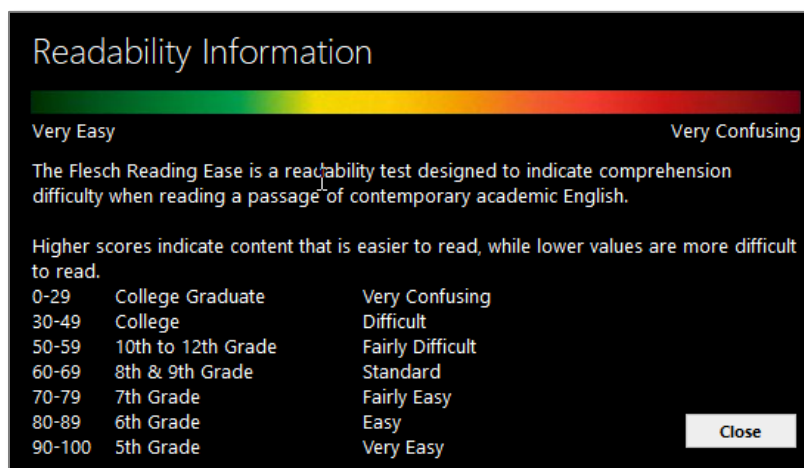 Readability Information
Very Easy Very Confusing
The Flesch Reading Ease is a readability test designed to indicate comprehension
difficulty when reading a passage of contemporary academic English.
Higher scores indicate content that is easier to read, while lower values are more difficult
to read.
0-29 College Graduate Very Confusing
30-49 College Difficult
50-59 10th to 12th Grade Fairly Difficult
60-69 8th & 9th Grade Standard
70-79 7th Grade Fairly Easy
80-89 6th Grade Easy
90-100 5th Grade Very Easy
Close